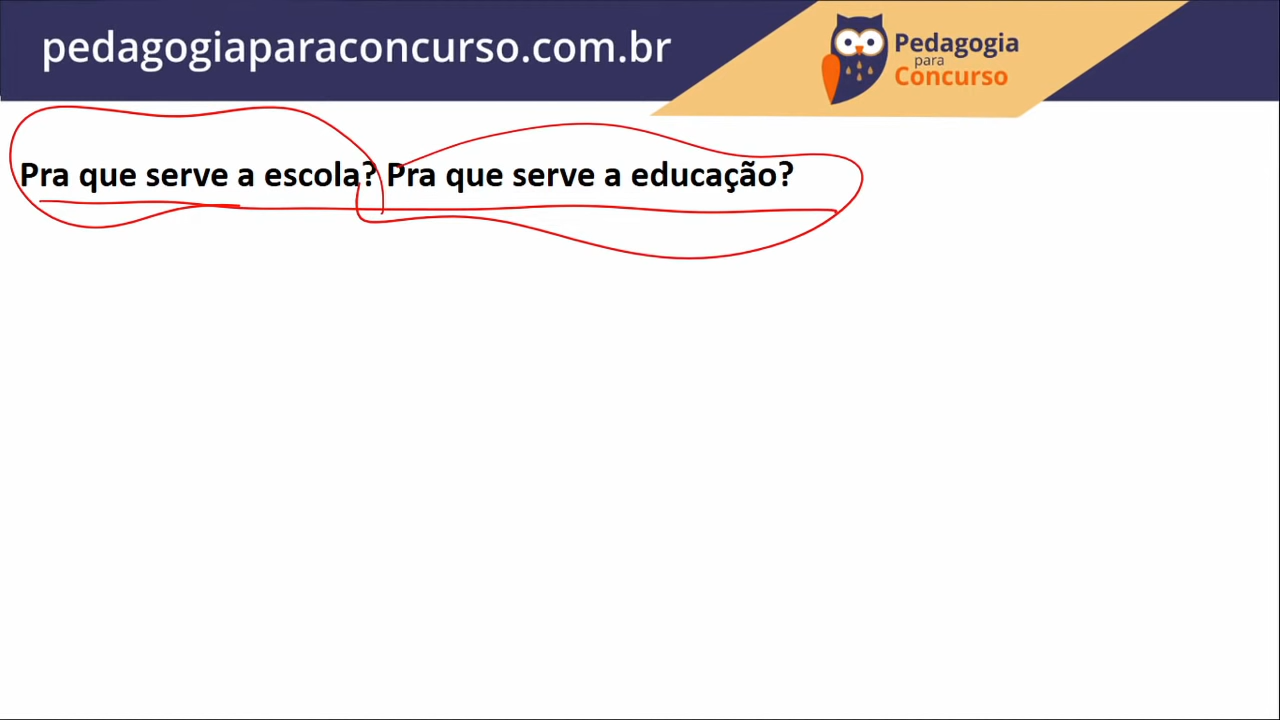 pedagogiaparaconcurso.com.br
Pedagogia
para
Concurso
Pra que serve a escola? Pra que serve a educação?